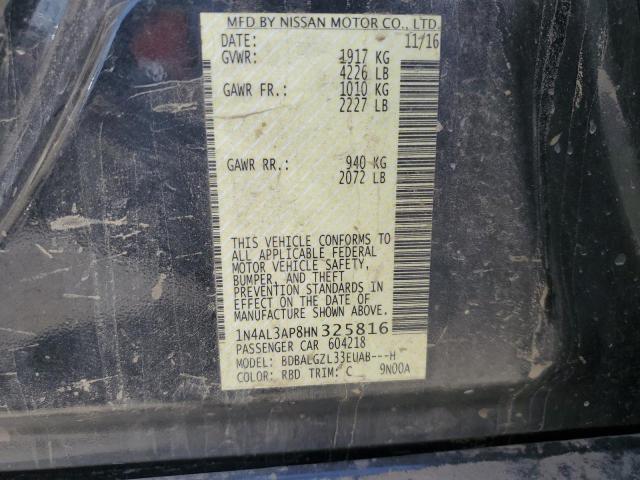 MFD BY NISSAN MOTOR CO., LTD.
DATE: 11/16
GVWR: 1917 KG
4226 LB
GAWR FR.: 1010 KG
2227 LB
GAWR RR.: 940 KG
2072 LB
THIS VEHICLE CONFORMS TO
ALL APPLICABLE FEDERAL
MOTOR VEHICLE SAFETY,
BUMPER, AND THEFT
PREVENTION STANDARDS IN
EFFECT ON THE DATE OF
MANUFACTURE SHOWN ABOVE.
1N4AL3AP8HN325816
PASSENGER CAR 604218
MODEL: BDBALGZL33EUAB---H
COLOR: RBD TRIM: C 9N00A